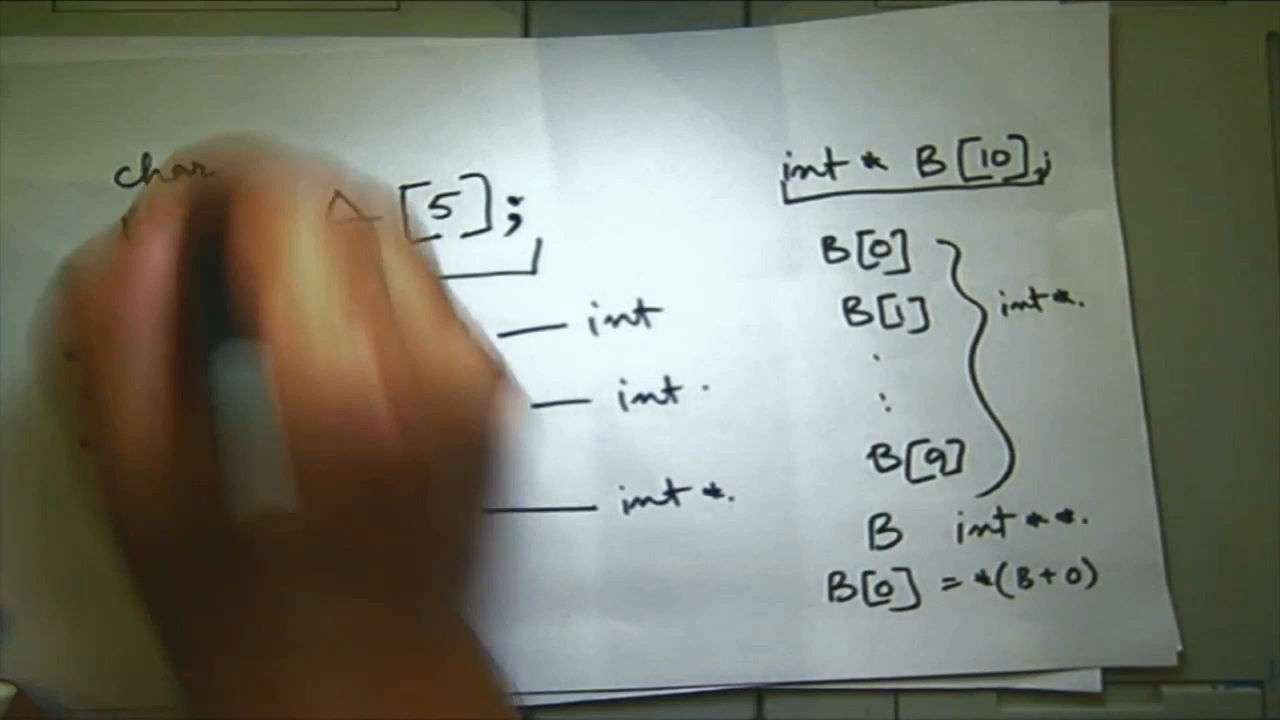 char
A[5];
int
int.
int*.
int * B[10];
B[0]
B[1]
int*.
:
B[9]
B int**.
B[0] = *(B+0)